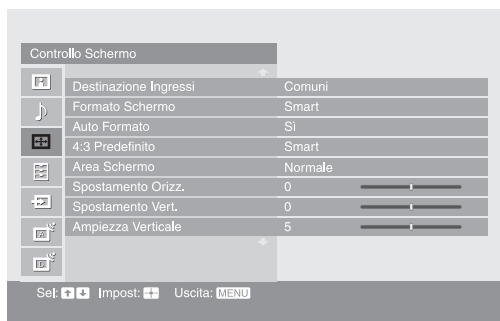 Controllo Schermo
Destinazione Ingressi Comuni
Formato Schermo Smart
Auto Formato Sì
4:3 Predefinito Smart
Area Schermo Normale
Spostamento Orizz. 0
Spostamento Vert. 0
Ampiezza Verticale 5
Sel: Impost: Uscita: MENU